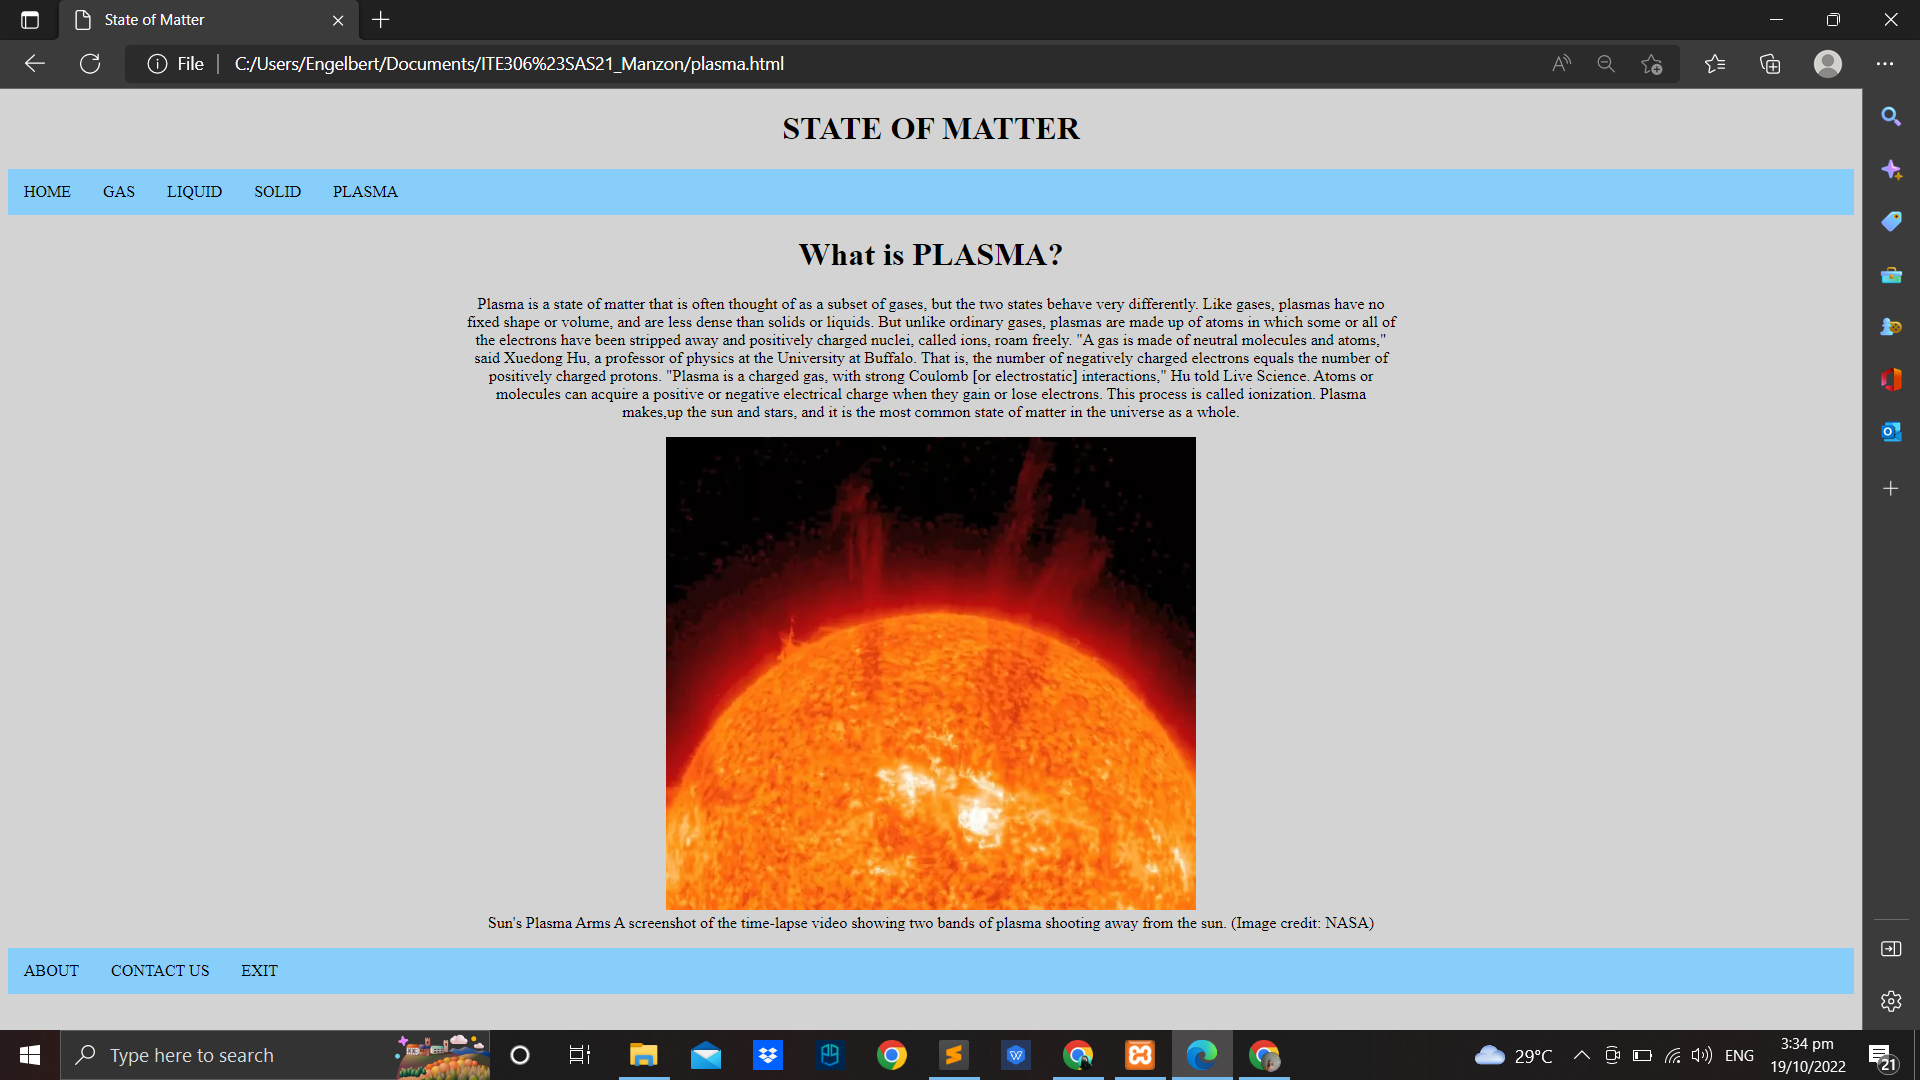 State of Matter
File
C:/Users/Engelbert/Documents/ITE306%23SAS21_Manzon/plasma.html
STATE OF MATTER
HOME GAS LIQUID SOLID PLASMA
What is PLASMA?
Plasma is a state of matter that is often thought of as a subset of gases, but the two states behave very differently. Like gases, plasmas have no
fixed shape or volume, and are less dense than solids or liquids. But unlike ordinary gases, plasmas are made up of atoms in which some or all of
the electrons have been stripped away and positively charged nuclei, called ions, roam freely. "A gas is made of neutral molecules and atoms,"
said Xuedong Hu, a professor of physics at the University at Buffalo. That is, the number of negatively charged electrons equals the number of
positively charged protons. "Plasma is a charged gas, with strong Coulomb [or electrostatic] interactions," Hu told Live Science. Atoms or
molecules can acquire a positive or negative electrical charge when they gain or lose electrons. This process is called ionization. Plasma
makes,up the sun and stars, and it is the most common state of matter in the universe as a whole.
Sun's Plasma Arms A screenshot of the time-lapse video showing two bands of plasma shooting away from the sun. (Image credit: NASA)
ABOUT CONTACT US EXIT
Type here to search
29°C
ENG
3:34 pm
19/10/2022
21